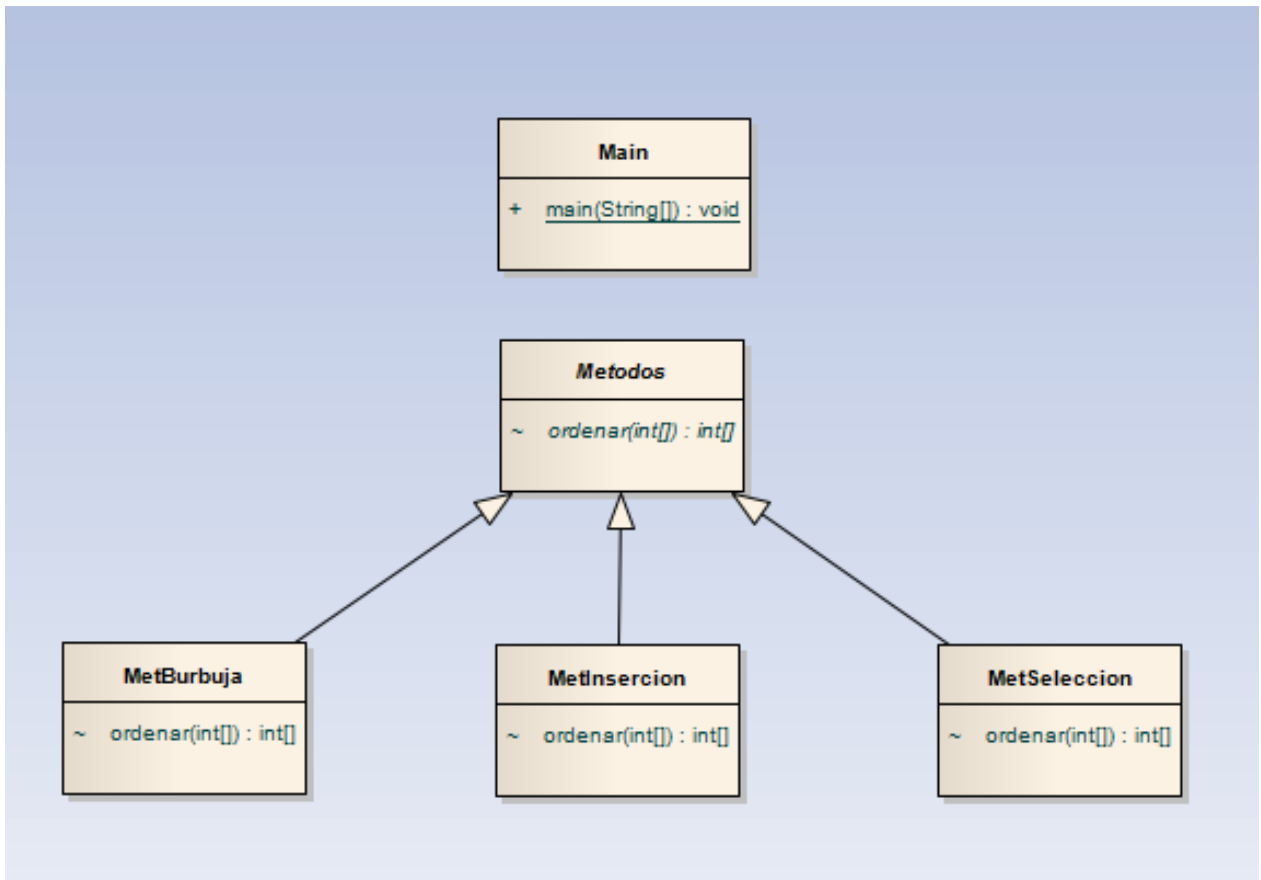 Main
+ main(String[]) : void
Metodos
~ ordenar(int[]) : int[]
MetBurbuja
~ ordenar(int[]) : int[]
MetInsercion
~ ordenar(int[]) : int[]
MetSeleccion
~ ordenar(int[]) : int[]